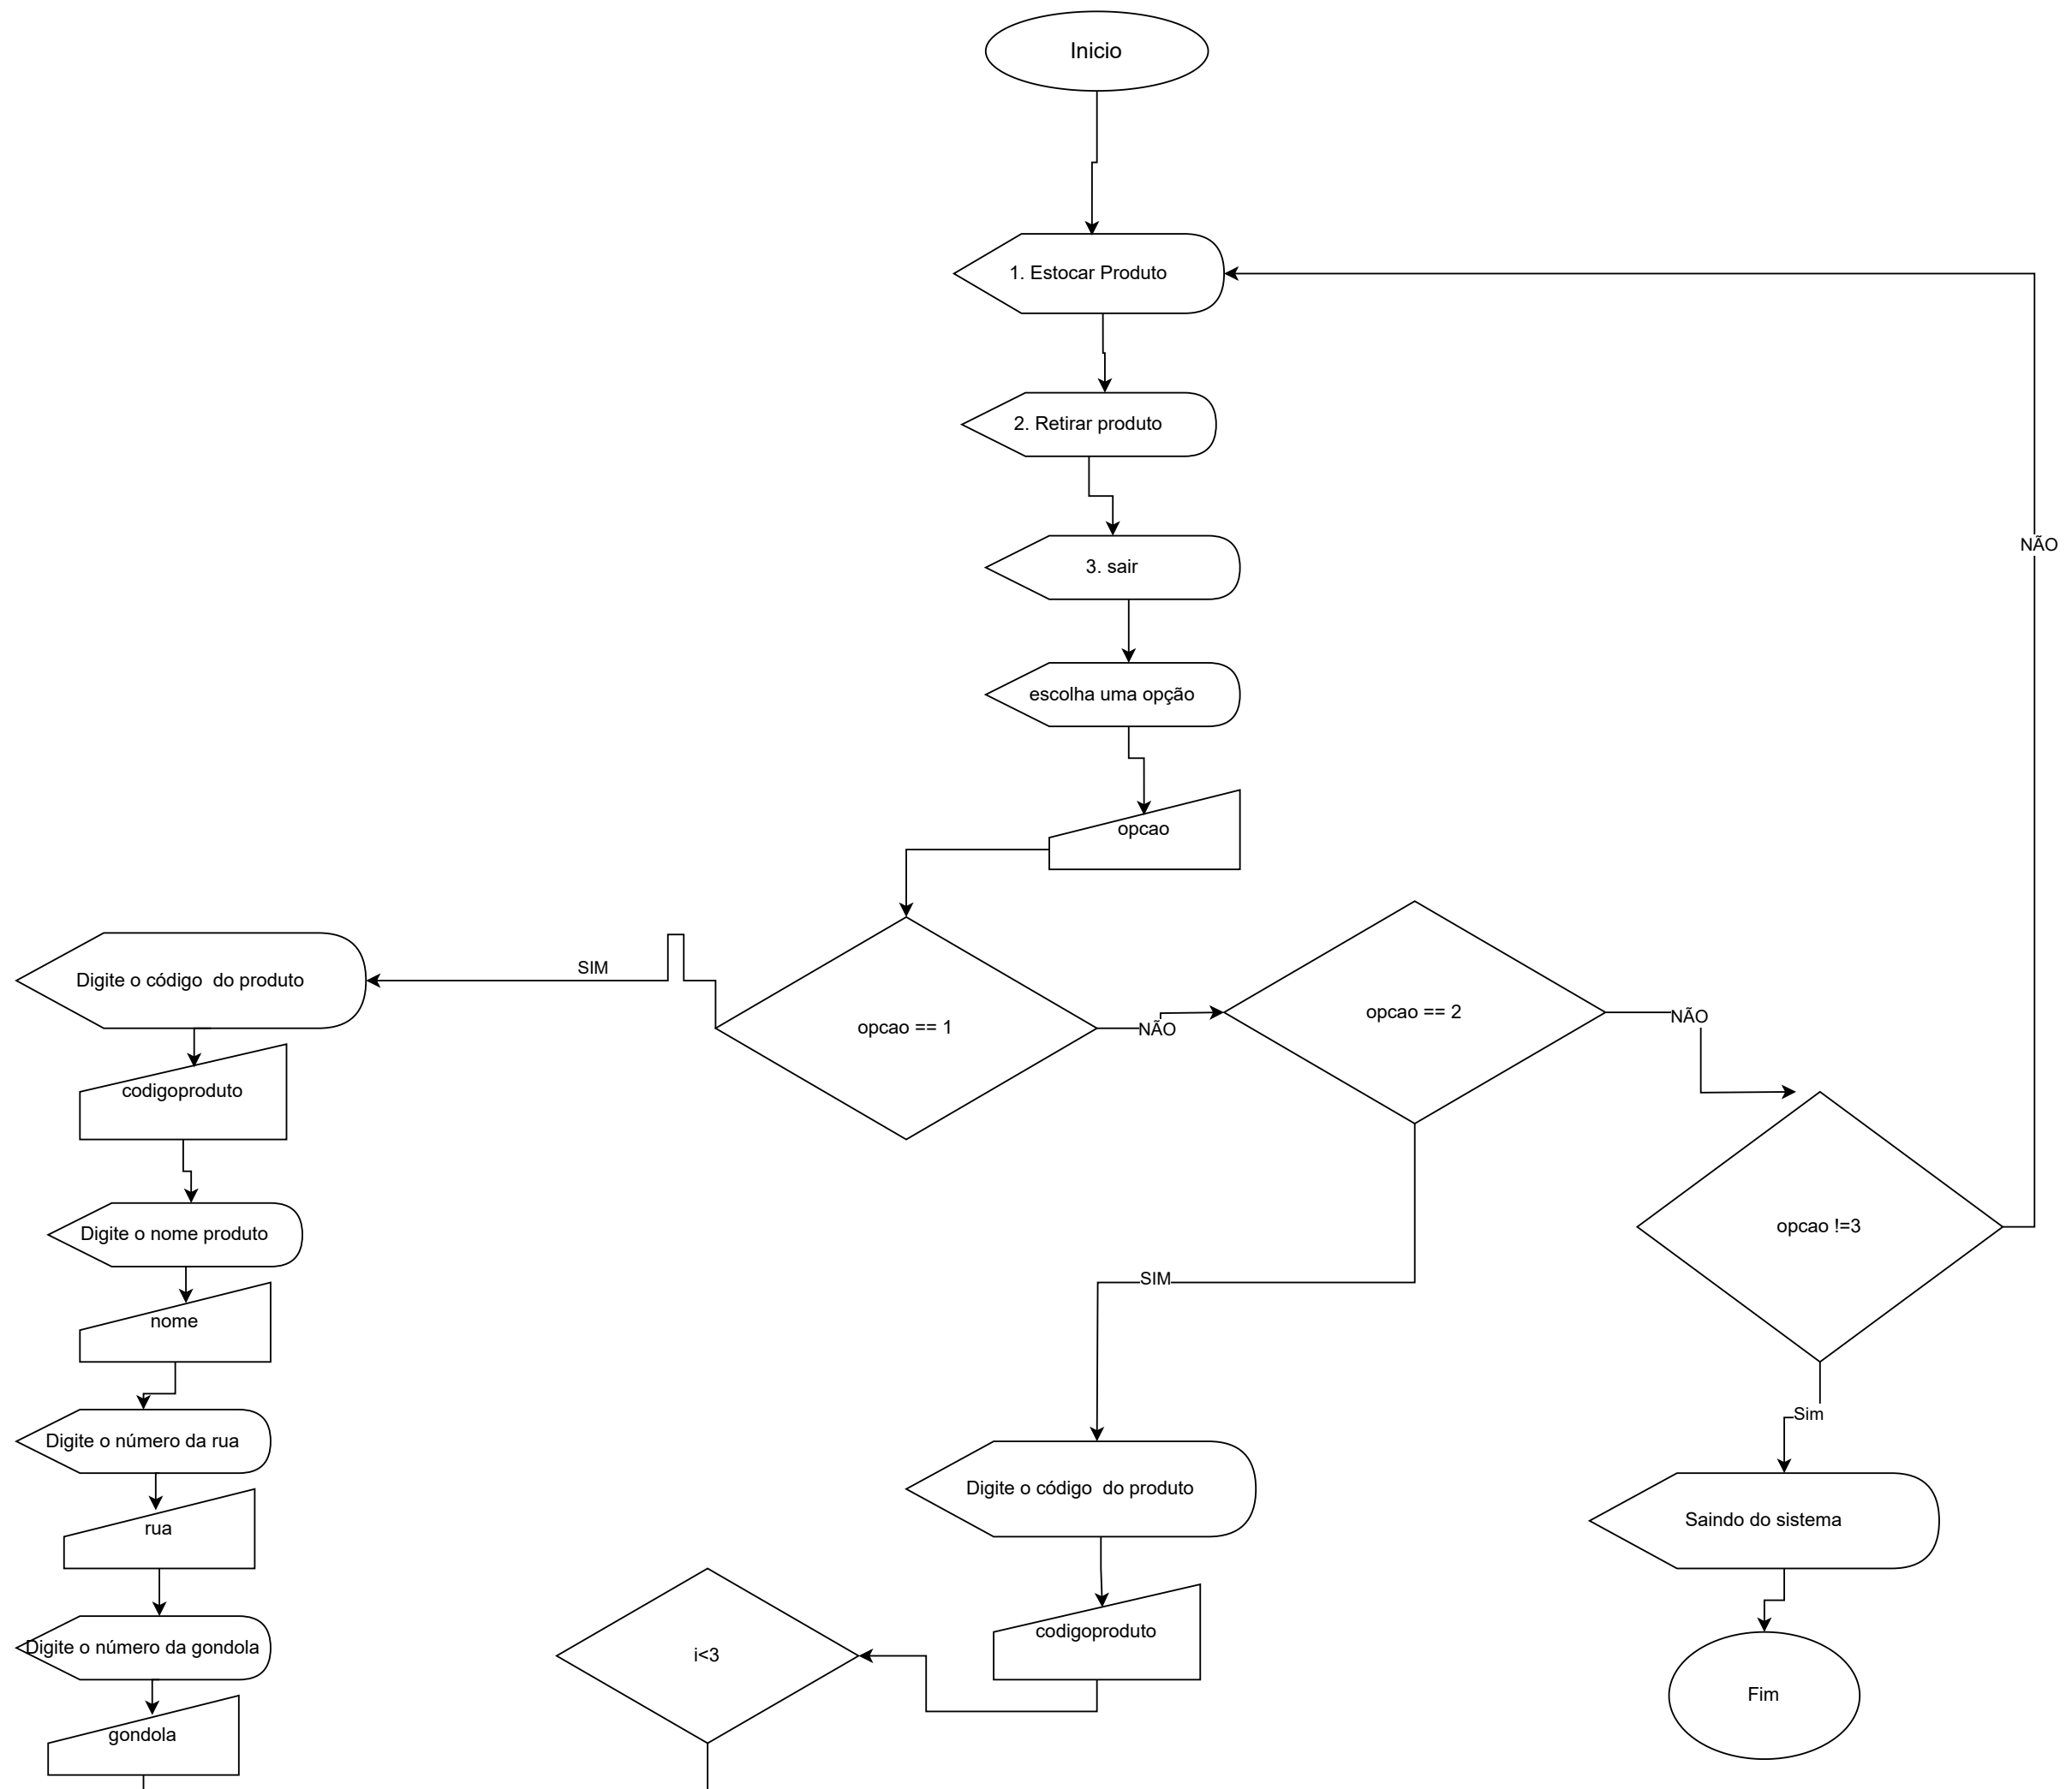 Inicio
1. Estocar Produto
2. Retirar produto
3. sair
escolha uma opção
opcao
opcao == 1
SIM
NÃO
opcao == 2
NÃO
SIM
opcao !=3
NÃO
Sim
Saindo do sistema
Fim
Digite o código  do produto
codigoproduto
Digite o nome produto
nome
Digite o número da rua
rua
Digite o número da gondola
gondola
Digite o código  do produto
codigoproduto
i<3